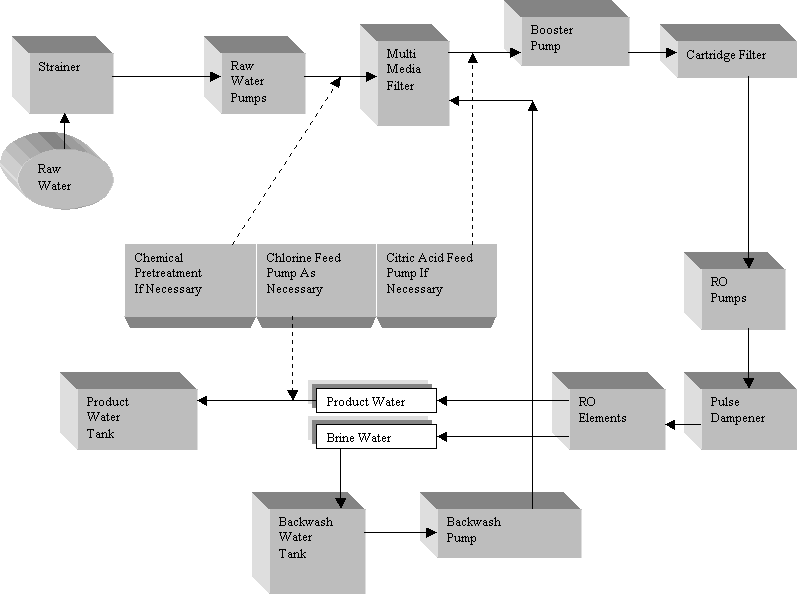 Booster
Pump
Strainer
Raw
Water
Pumps
Multi
Media
Filter
Cartridge Filter
Raw
Water
Chemical
Pretreatment
If Necessary
Chlorine Feed
Pump As
Necessary
Citric Acid Feed
Pump If
Necessary
RO
Pumps
Product
Water
Tank
Product Water
Brine Water
RO
Elements
Pulse
Dampener
Backwash
Water
Tank
Backwash
Pump